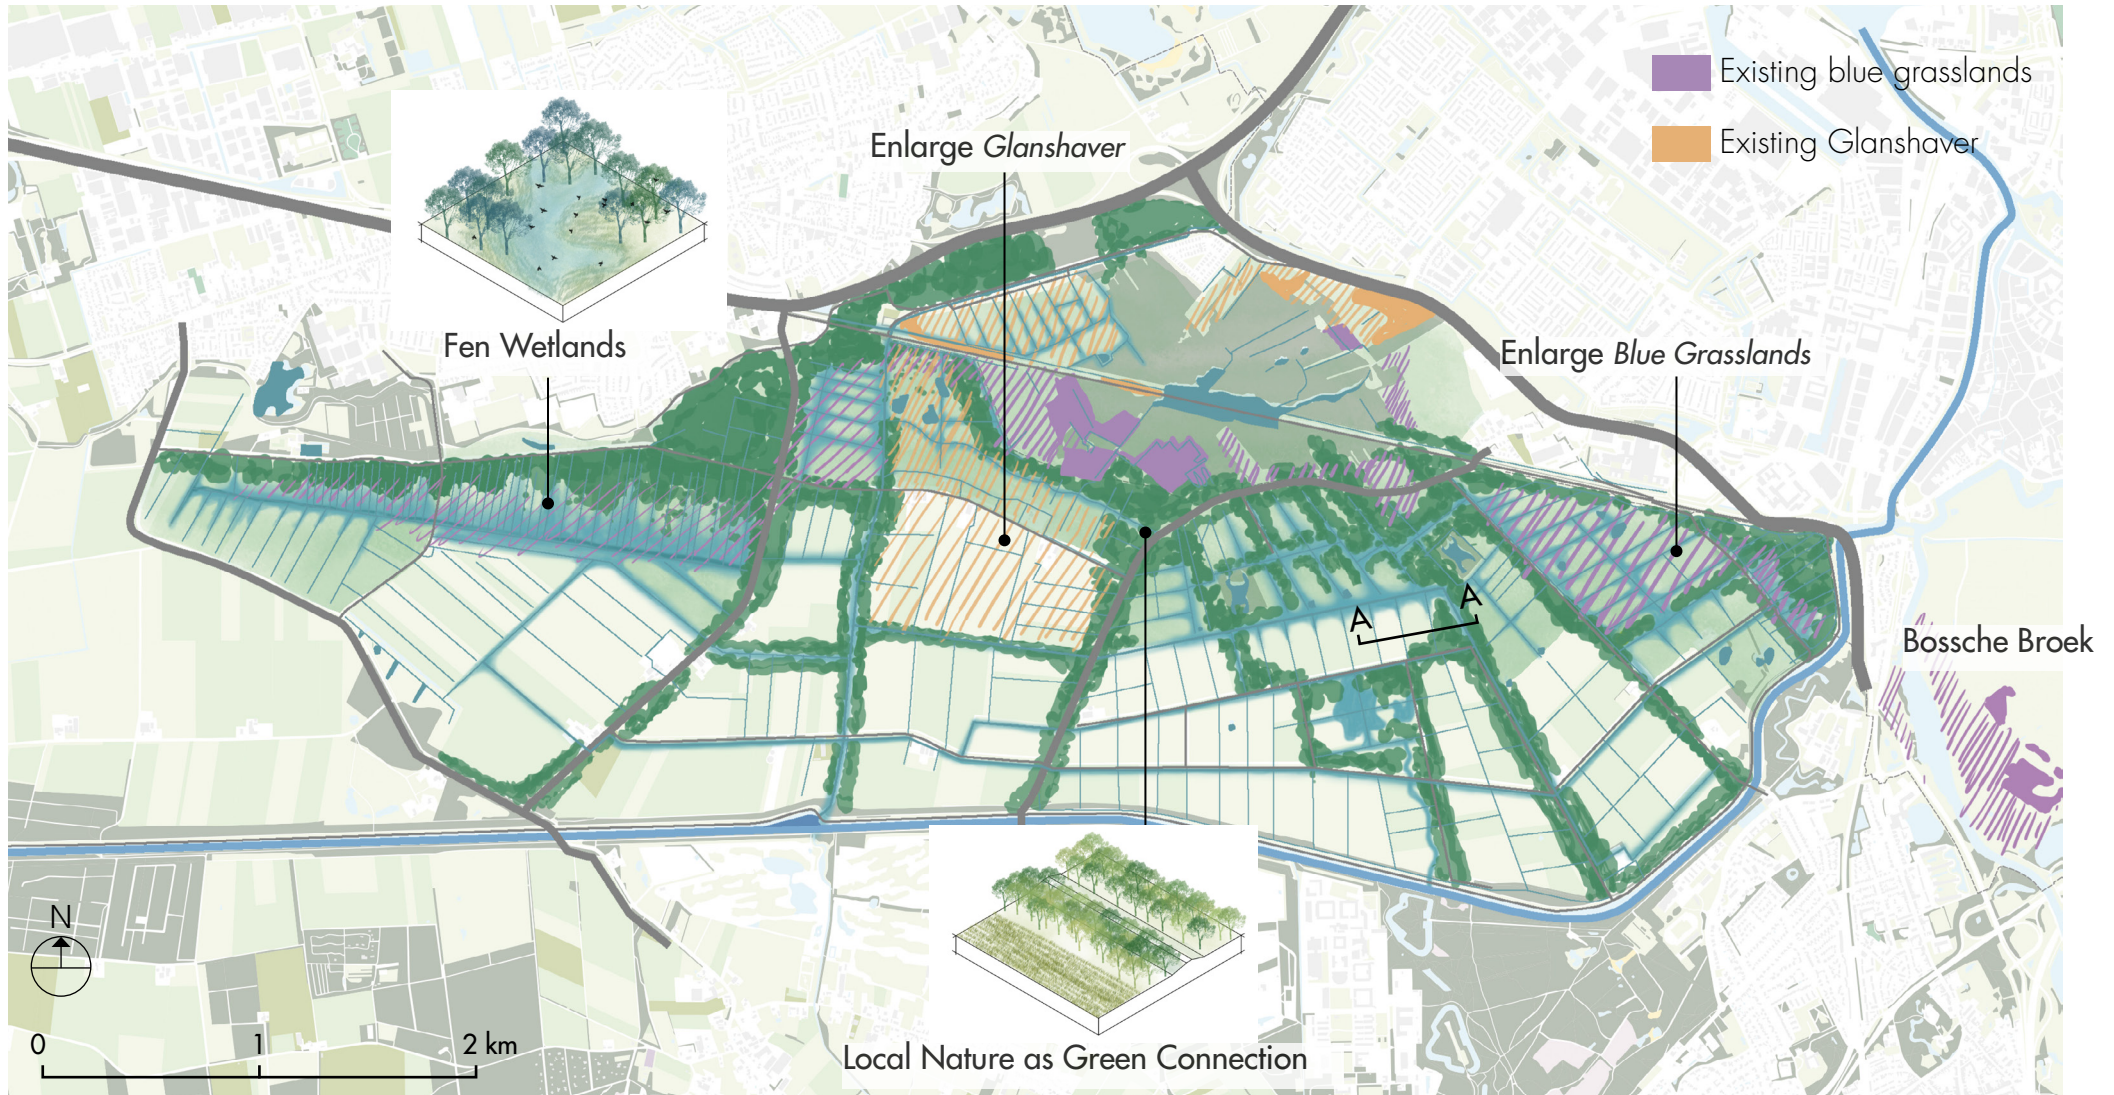 Existing blue grasslands
Existing Glanshaver
Enlarge Glanshaver
Fen Wetlands
Enlarge Blue Grasslands
A
A
Bossche Broek
N
0 1 2 km
Local Nature as Green Connection